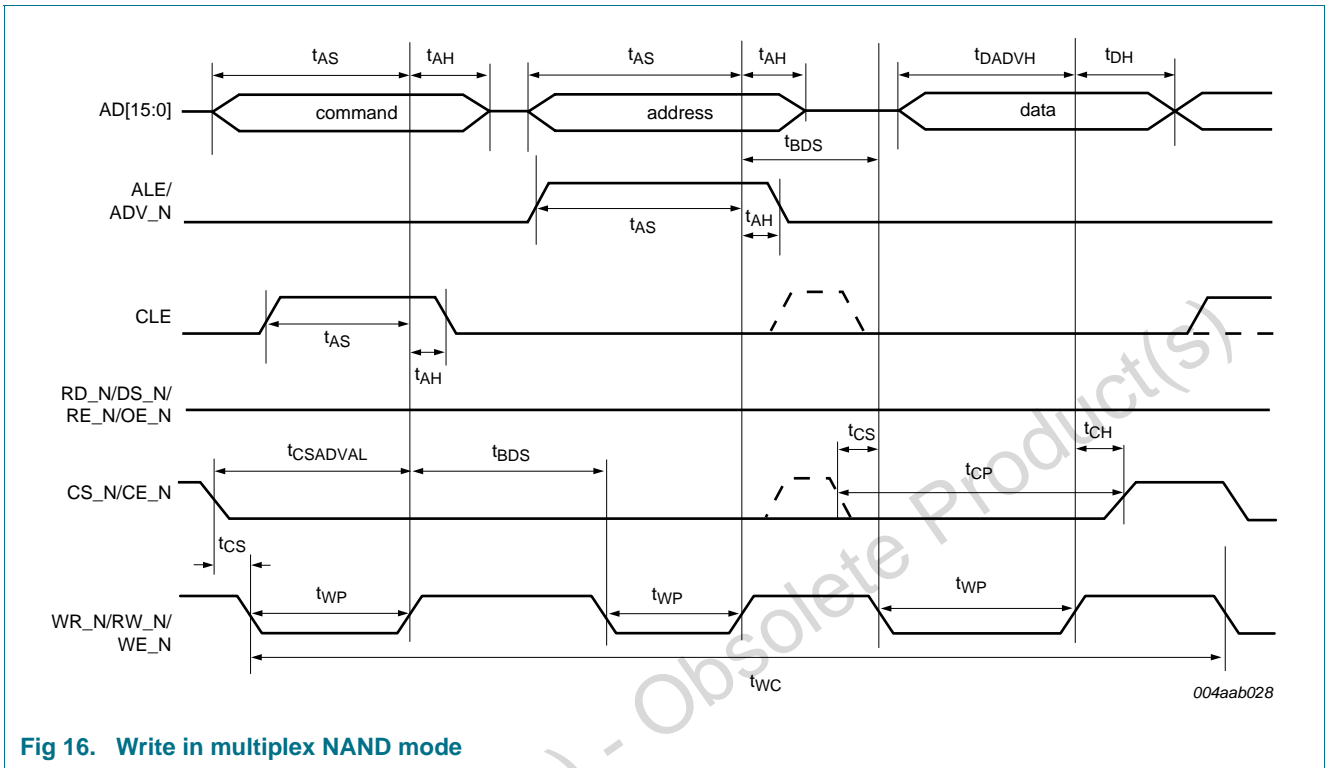 tAS tAH tAS tAH tDADVH tDH
AD[15:0] command address data
tBDS
ALE/
ADV_N
tAS tAH
CLE
tAS
tAH
RD_N/DS_N/
RE_N/OE_N
tCSADVAL tBDS tCS tCH
tCP
CS_N/CE_N
tCS
tWP tWP tWP
WR_N/RW_N/
WE_N
tWC
004aab028
Fig 16. Write in multiplex NAND mode
) - Obsolete Product(s)